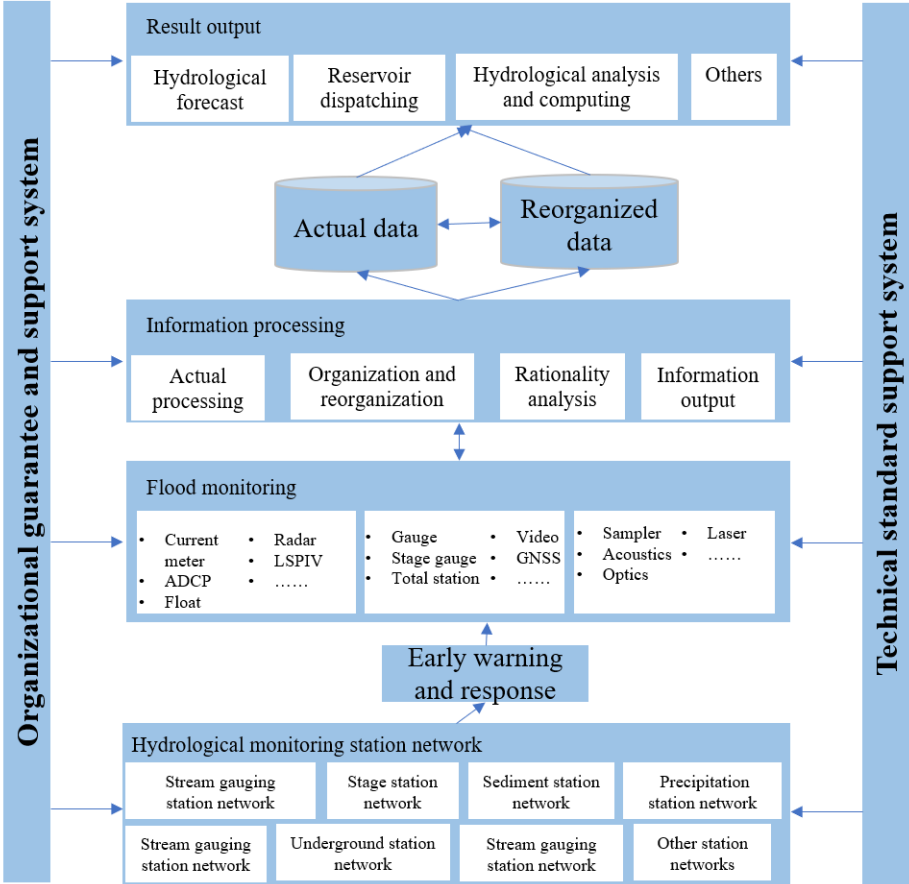 Organizational guarantee and support system
Technical standard support system
Result output
Hydrological
forecast
Reservoir
dispatching
Hydrological analysis
and computing
Others
Actual data
Reorganized
data
Information processing
Actual
processing
Organization and
reorganization
Rationality
analysis
Information
output
Flood monitoring
• Current
meter
• ADCP
• Float
• Radar
• LSPIV
• ……
• Gauge
• Stage gauge
• Total station
• Video
• GNSS
• ……
• Sampler
• Acoustics
• Optics
• Laser
• ……
Early warning
and response
Hydrological monitoring station network
Stream gauging
station network
Stage station
network
Sediment station
network
Precipitation
station network
Stream gauging
station network
Underground station
network
Stream gauging
station network
Other station
networks